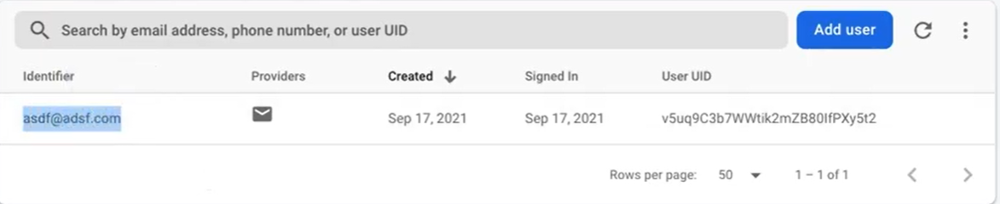 Search by email address, phone number, or user UID
Add user
Identifier Providers Created Signed In User UID
asdf@adsf.com Sep 17, 2021 Sep 17, 2021 v5uq9C3b7WWtik2mZB80IfPXy5t2
Rows per page: 50 1 – 1 of 1